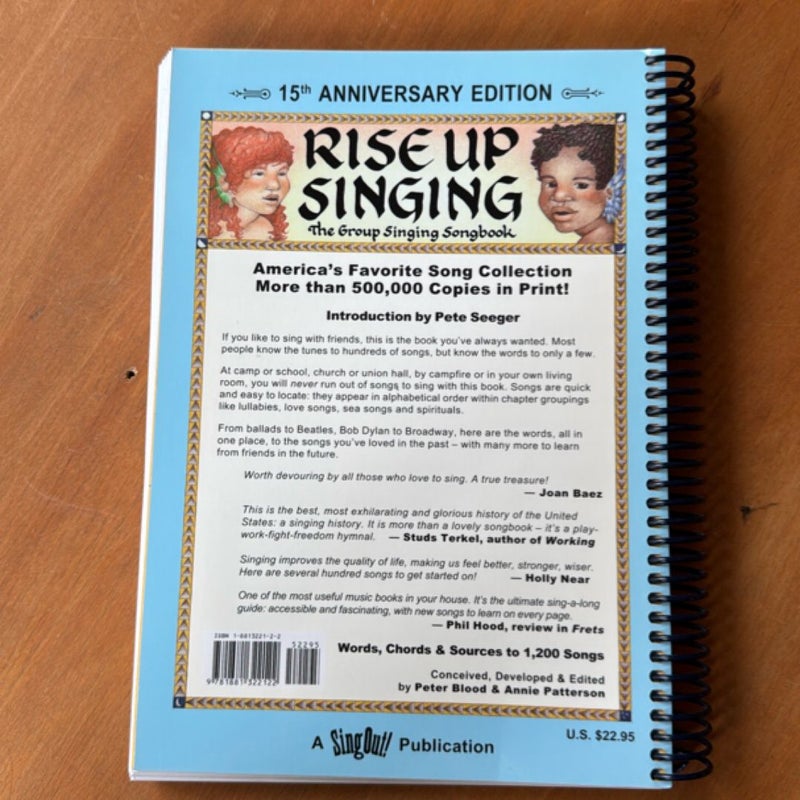 15th ANNIVERSARY EDITION
RISE UP
SINGING
The Group Singing Songbook
America's Favorite Song Collection
More than 500,000 Copies in Print!
Introduction by Pete Seeger
If you like to sing with friends, this is the book you've always wanted. Most
people know the tunes to hundreds of songs, but know the words to only a few.
At camp or school, church or union hall, by campfire or in your own living
room, you will never run out of songs to sing with this book. Songs are quick
and easy to locate: they appear in alphabetical order within chapter groupings
like lullabies, love songs, sea songs and spirituals.
From ballads to Beatles, Bob Dylan to Broadway, here are the words, all in
one place, to the songs you've loved in the past – with many more to learn
from friends in the future.
Worth devouring by all those who love to sing. A true treasure!
— Joan Baez
This is the best, most exhilarating and glorious history of the United
States: a singing history. It is more than a lovely songbook – it's a play-
work-fight-freedom hymnal. — Studs Terkel, author of Working
Singing improves the quality of life, making us feel better, stronger, wiser.
Here are several hundred songs to get started on! — Holly Near
One of the most useful music books in your house. It's the ultimate sing-along
guide: accessible and fascinating, with new songs to learn on every page.
— Phil Hood, review in Frets
ISBN 1-8813221-2-2
52295
9 781881 322122
Words, Chords & Sources to 1,200 Songs
Conceived, Developed & Edited
by Peter Blood & Annie Patterson
A Sing Out! Publication
U.S. $22.95